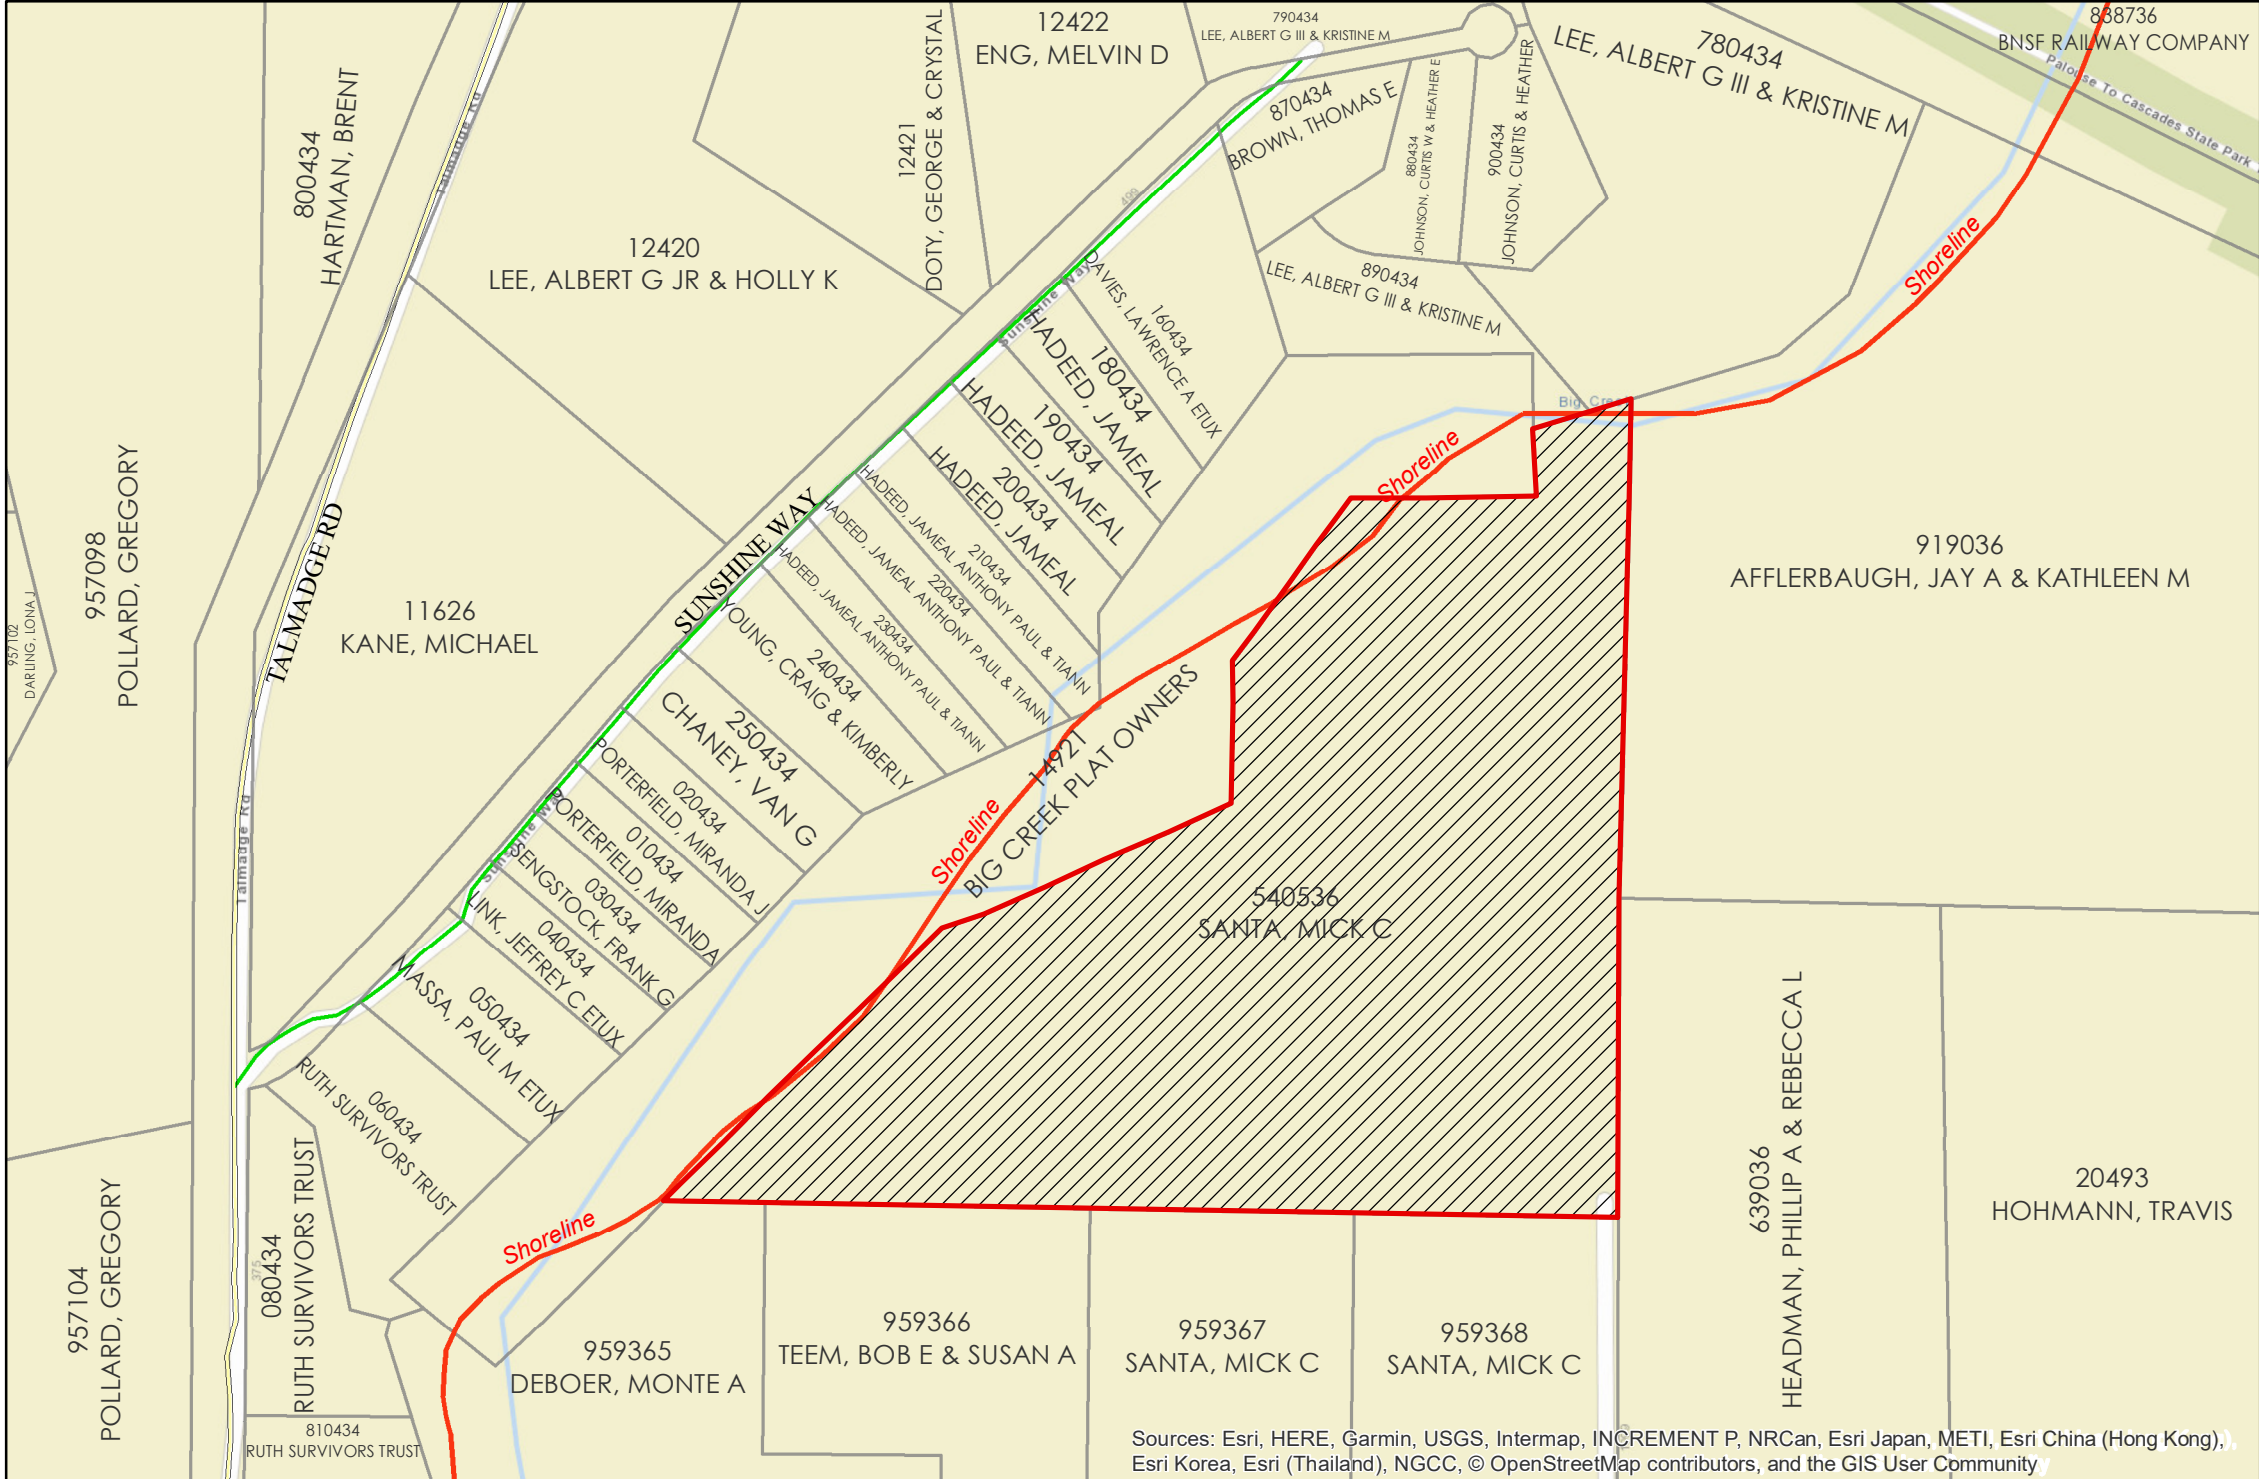 12422
ENG, MELVIN D
790434
LEE, ALBERT G III & KRISTINE M
780434
LEE, ALBERT G III & KRISTINE M
838736
BNSF RAILWAY COMPANY
Palouse To Cascades State Park
800434
HARTMAN, BRENT
Talmadge Rd
12420
LEE, ALBERT G JR & HOLLY K
12421
DOTY, GEORGE & CRYSTAL
499
870434
BROWN, THOMAS E
880434
JOHNSON, CURTIS W & HEATHER E
900434
JOHNSON, CURTIS & HEATHER
890434
LEE, ALBERT G III & KRISTINE M
Shoreline
Sunshine Way
160434
DAVIES, LAWRENCE A ETUX
180434
HADEED, JAMEAL
190434
HADEED, JAMEAL
200434
HADEED, JAMEAL
210434
HADEED, JAMEAL ANTHONY PAUL & TIANN
220434
HADEED, JAMEAL ANTHONY PAUL & TIANN
230434
HADEED, JAMEAL ANTHONY PAUL & TIANN
240434
YOUNG, CRAIG & KIMBERLY
250434
CHANEY, VAN G
020434
PORTERFIELD, MIRANDA J
010434
PORTERFIELD, MIRANDA
030434
SENGSTOCK, FRANK G
040434
LINK, JEFFREY C ETUX
050434
MASSA, PAUL M ETUX
060434
RUTH SURVIVORS TRUST
Big Creek
Shoreline
957098
POLLARD, GREGORY
957102
DARLING, LONA J
TALMADGE RD
SUNSHINE WAY
11626
KANE, MICHAEL
919036
AFFLERBAUGH, JAY A & KATHLEEN M
14921
BIG CREEK PLAT OWNERS
Shoreline
Talmadge Rd
Sunshine Way
540536
SANTA, MICK C
957104
POLLARD, GREGORY
375
080434
RUTH SURVIVORS TRUST
Shoreline
639036
HEADMAN, PHILLIP A & REBECCA L
20493
HOHMANN, TRAVIS
959365
DEBOER, MONTE A
959366
TEEM, BOB E & SUSAN A
959367
SANTA, MICK C
959368
SANTA, MICK C
810434
RUTH SURVIVORS TRUST
Sources: Esri, HERE, Garmin, USGS, Intermap, INCREMENT P, NRCan, Esri Japan, METI, Esri China (Hong Kong),
Esri Korea, Esri (Thailand), NGCC, © OpenStreetMap contributors, and the GIS User Community